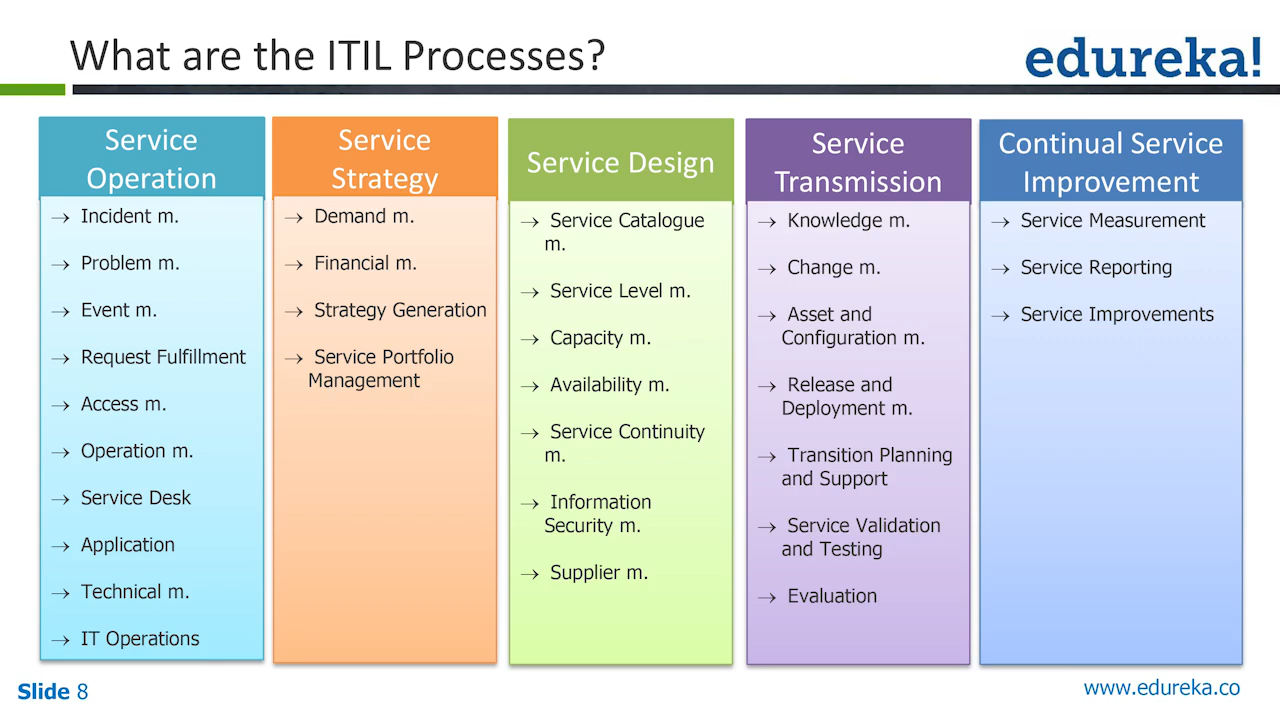 What are the ITIL Processes?
edureka!
Service
Operation
→ Incident m.
→ Problem m.
→ Event m.
→ Request Fulfillment
→ Access m.
→ Operation m.
→ Service Desk
→ Application
→ Technical m.
→ IT Operations
Service
Strategy
→ Demand m.
→ Financial m.
→ Strategy Generation
→ Service Portfolio
Management
Service Design
→ Service Catalogue
m.
→ Service Level m.
→ Capacity m.
→ Availability m.
→ Service Continuity
m.
→ Information
Security m.
→ Supplier m.
Service
Transmission
→ Knowledge m.
→ Change m.
→ Asset and
Configuration m.
→ Release and
Deployment m.
→ Transition Planning
and Support
→ Service Validation
and Testing
→ Evaluation
Continual Service
Improvement
→ Service Measurement
→ Service Reporting
→ Service Improvements
Slide 8
www.edureka.co